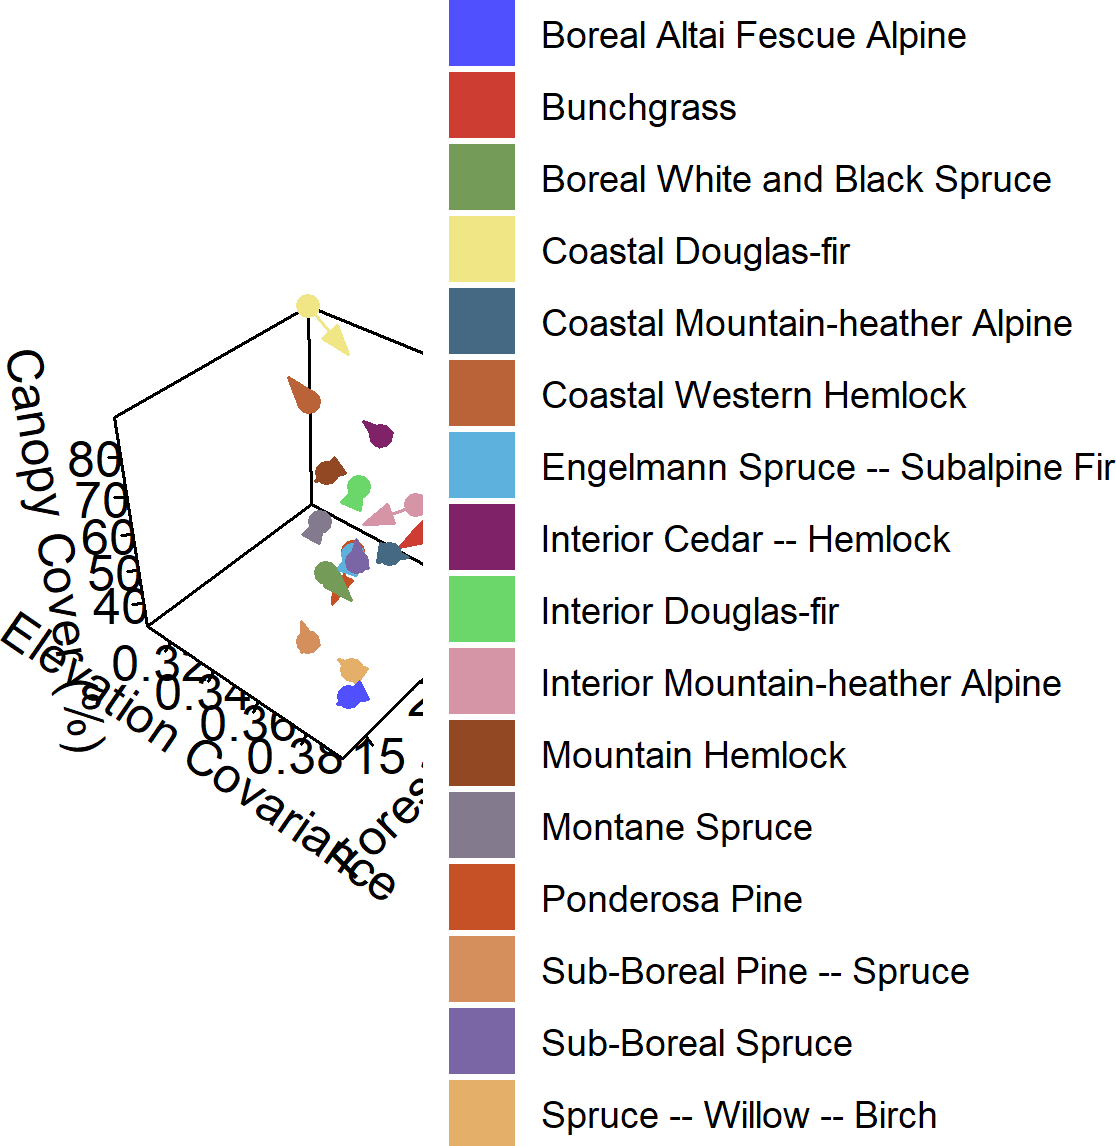 Boreal Altai Fescue Alpine
Bunchgrass
Boreal White and Black Spruce
Coastal Douglas-fir
Coastal Mountain-heather Alpine
Coastal Western Hemlock
Engelmann Spruce -- Subalpine Fir
Interior Cedar -- Hemlock
Interior Douglas-fir
Interior Mountain-heather Alpine
Mountain Hemlock
Montane Spruce
Ponderosa Pine
Sub-Boreal Pine -- Spruce
Sub-Boreal Spruce
Spruce -- Willow -- Birch
Canopy Cover (%)
80
70
60
50
40
Elevation Covariance
0.32
0.34
0.36
0.38
15